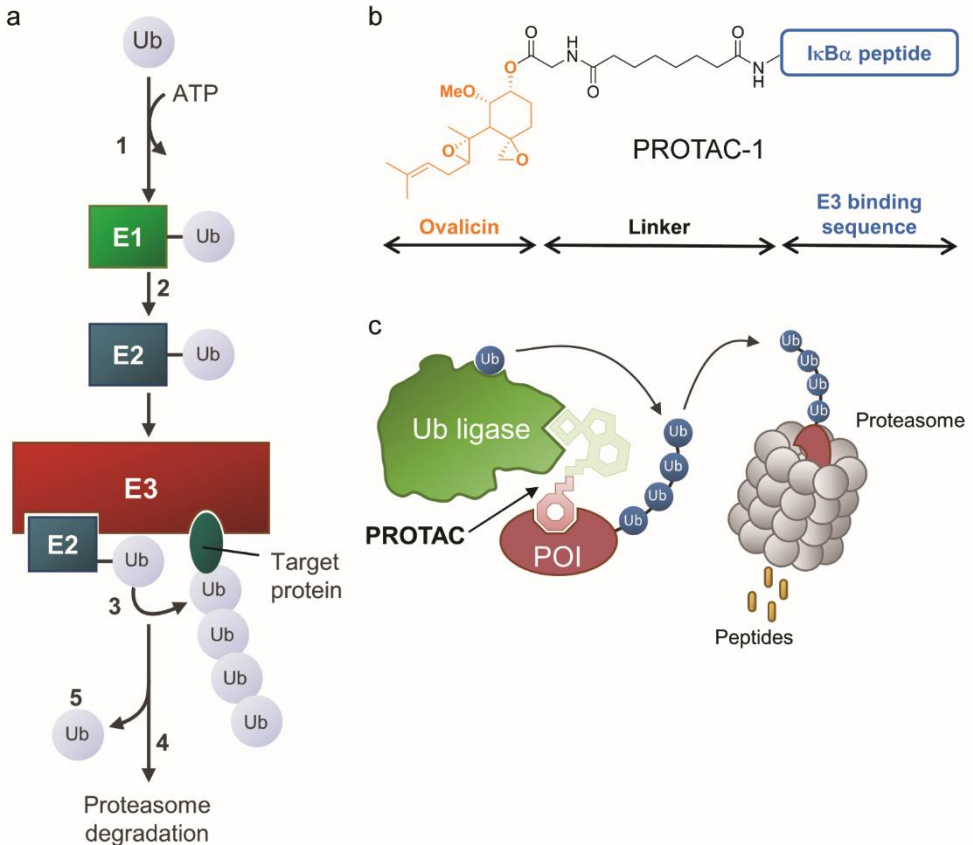 a
Ub
ATP
1
E1
Ub
2
E2
Ub
E3
E2
Ub
3
Target
protein
Ub
Ub
Ub
Ub
5
Ub
4
Proteasome
degradation
b
O
H
N
O
O
MeO
O
O
O
N
H
IκBα peptide
PROTAC-1
Ovalicin
Linker
E3 binding
sequence
c
Ub
Ub ligase
PROTAC
POI
Ub
Ub
Ub
Ub
Ub
Ub
Ub
Ub
Proteasome
Peptides